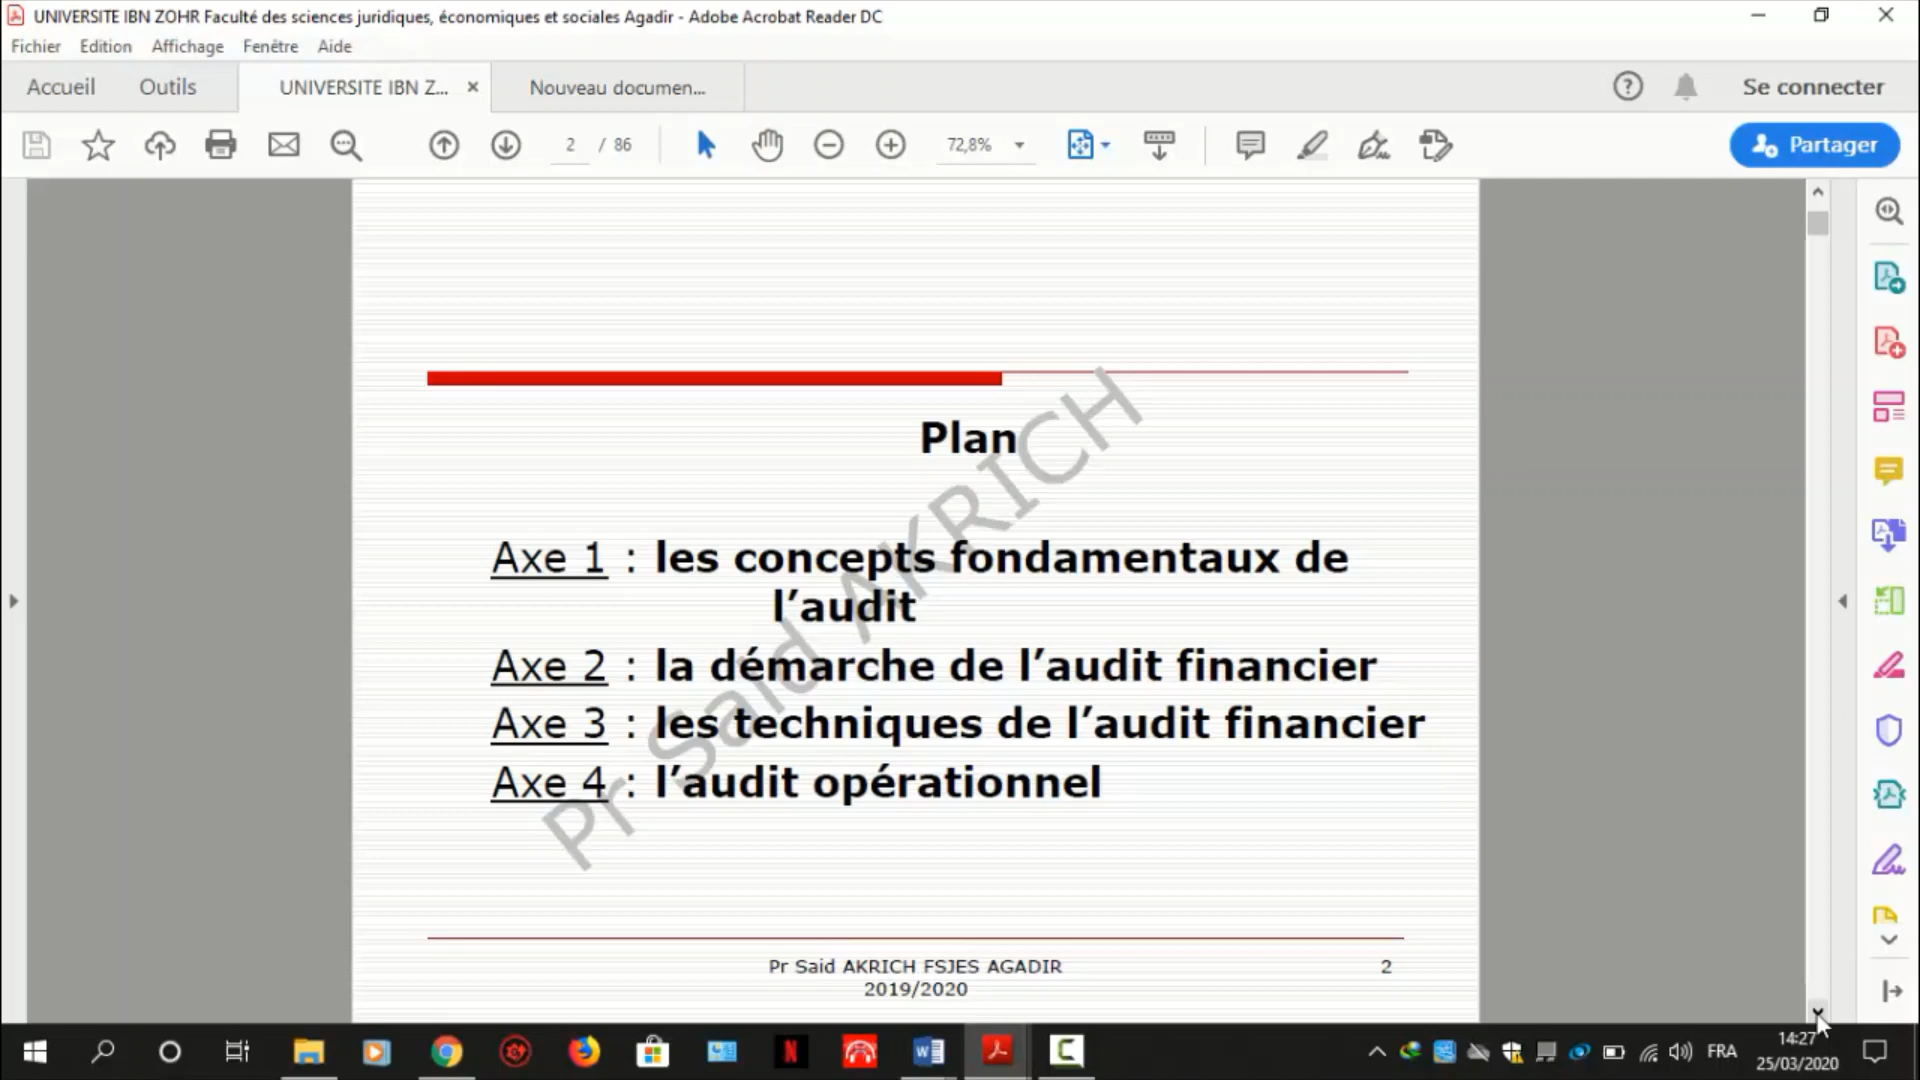 UNIVERSITE IBN ZOHR Faculté des sciences juridiques, économiques et sociales Agadir - Adobe Acrobat Reader DC
Fichier Edition Affichage Fenêtre Aide
Accueil Outils UNIVERSITE IBN Z... × Nouveau documen... Se connecter
2 / 86 72,8% Partager
Plan
Axe 1 : les concepts fondamentaux de
l’audit
Axe 2 : la démarche de l’audit financier
Axe 3 : les techniques de l’audit financier
Axe 4 : l’audit opérationnel
Pr Said AKRICH
Pr Said AKRICH FSJES AGADIR 2
2019/2020
FRA 14:27
25/03/2020